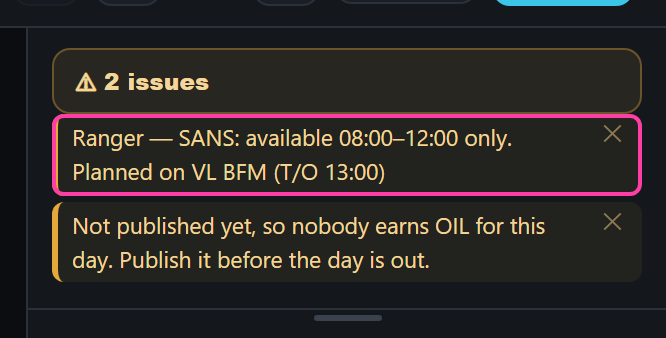 ⚠ 2 issues
Ranger — SANS: available 08:00–12:00 only.
Planned on VL BFM (T/O 13:00)
Not published yet, so nobody earns OIL for this
day. Publish it before the day is out.